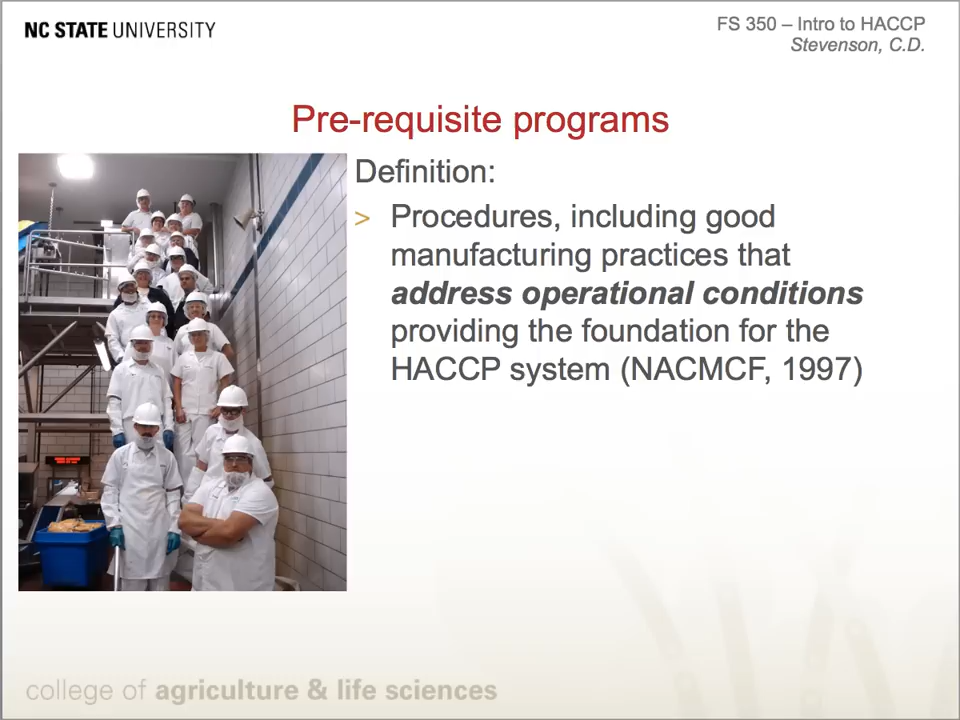 NC STATE UNIVERSITY
FS 350 – Intro to HACCP
Stevenson, C.D.
Pre-requisite programs
Definition:
> Procedures, including good
manufacturing practices that
address operational conditions
providing the foundation for the
HACCP system (NACMCF, 1997)
college of agriculture & life sciences